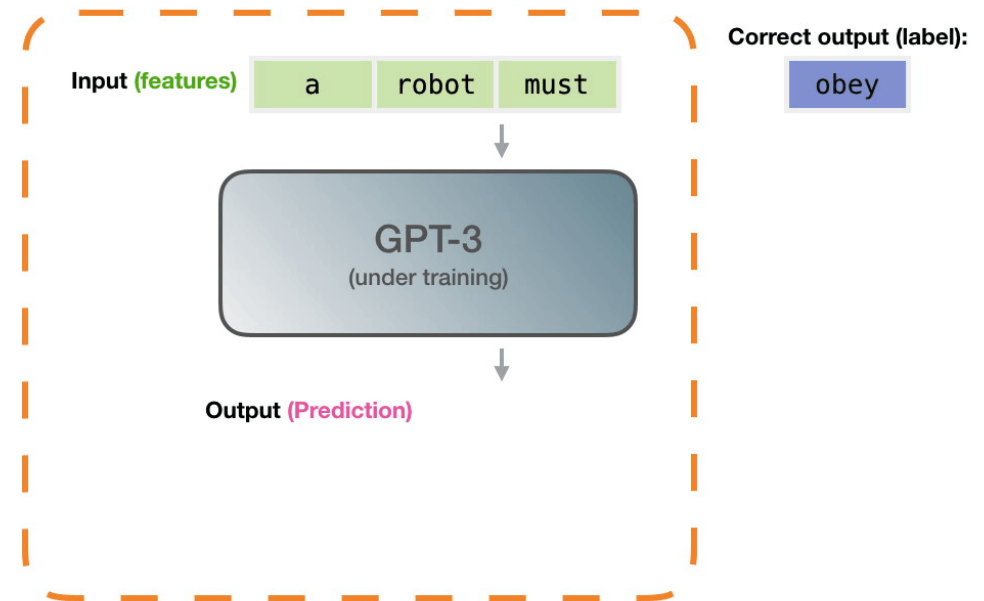 Correct output (label):
Input (features) a robot must
obey
GPT-3
(under training)
Output (Prediction)